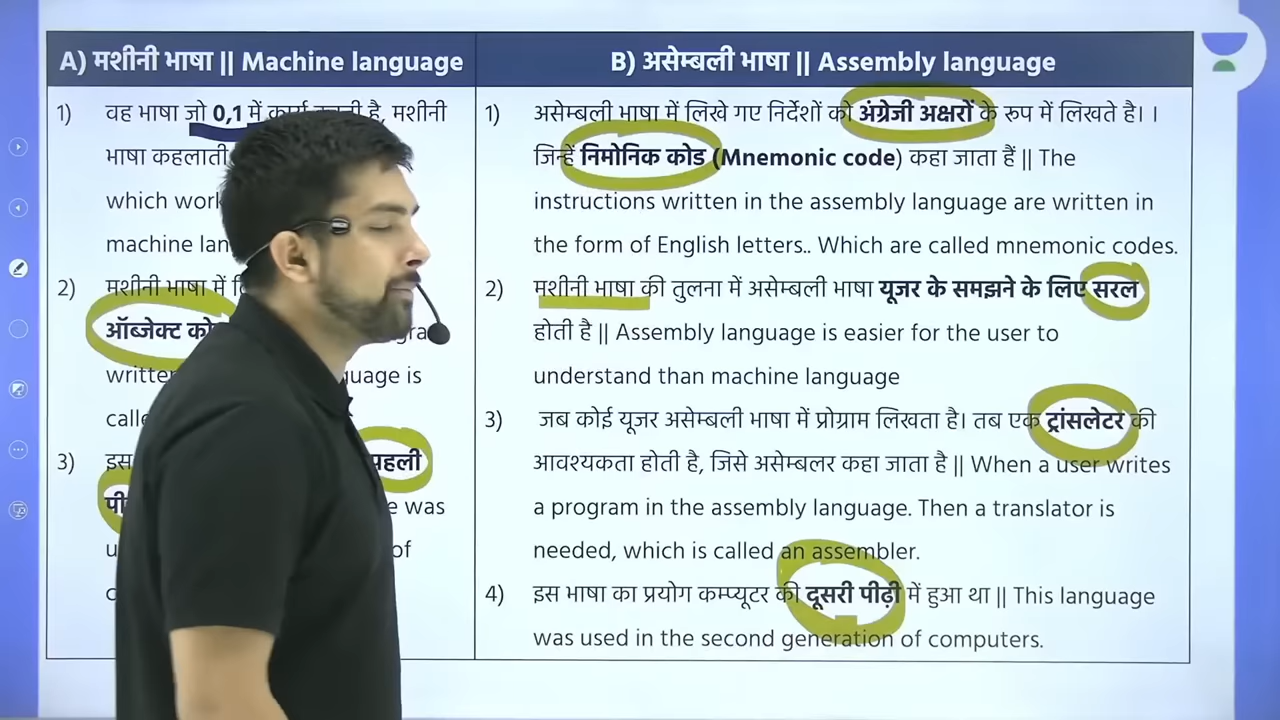 A) मशीनी भाषा || Machine language
1) वह भाषा जो 0,1 में है, मशीनी
भाषा कहलाती
which work
machine lan
2) मशीनी भाषा में
ऑब्जेक्ट को
written guage is
calle
3) इस पहली
पी e was
u of
c
B) असेम्बली भाषा || Assembly language
1) असेम्बली भाषा में लिखे गए निर्देशों को अंग्रेजी अक्षरों के रूप में लिखते है। ।
जिन्हें निमोनिक कोड (Mnemonic code) कहा जाता हैं || The
instructions written in the assembly language are written in
the form of English letters.. Which are called mnemonic codes.
2) मशीनी भाषा की तुलना में असेम्बली भाषा यूजर के समझने के लिए सरल
होती है || Assembly language is easier for the user to
understand than machine language
3) जब कोई यूजर असेम्बली भाषा में प्रोग्राम लिखता है। तब एक ट्रांसलेटर की
आवश्यकता होती है, जिसे असेम्बलर कहा जाता है || When a user writes
a program in the assembly language. Then a translator is
needed, which is called an assembler.
4) इस भाषा का प्रयोग कम्प्यूटर की दूसरी पीढ़ी में हुआ था || This language
was used in the second generation of computers.